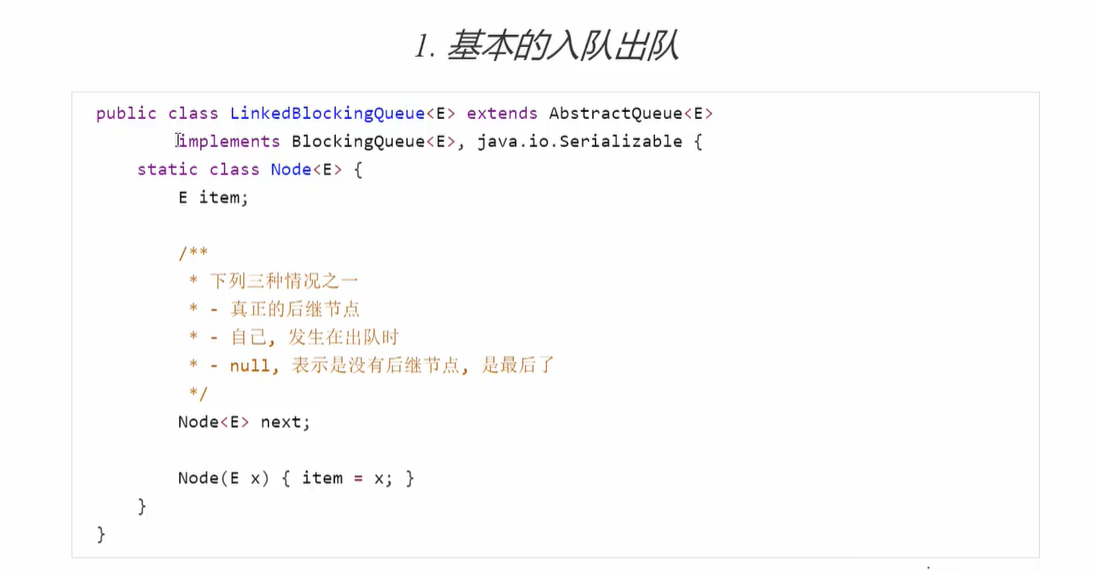 1. 基本的入队出队
public class LinkedBlockingQueue<E> extends AbstractQueue<E>
implements BlockingQueue<E>, java.io.Serializable {
static class Node<E> {
E item;
/**
* 下列三种情况之一
* - 真正的后继节点
* - 自己, 发生在出队时
* - null, 表示是没有后继节点, 是最后了
*/
Node<E> next;
Node(E x) { item = x; }
}
}